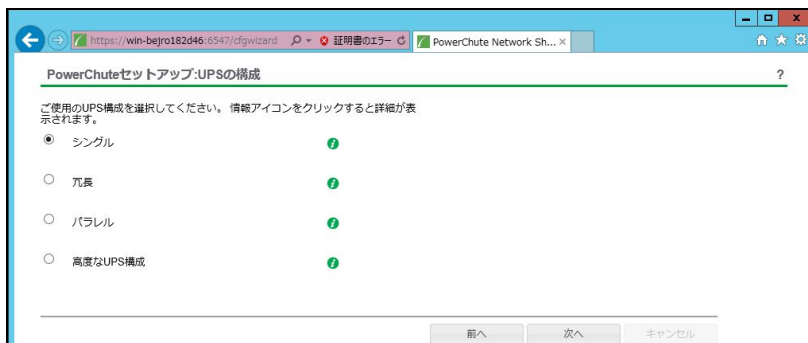 https://win-bejro182d46:6547/cfgwizard
証明書のエラー
PowerChute Network Sh...
PowerChuteセットアップ:UPSの構成
?
ご使用のUPS構成を選択してください。 情報アイコンをクリックすると詳細が表
示されます。
シングル
冗長
パラレル
高度なUPS構成
前へ 次へ キャンセル